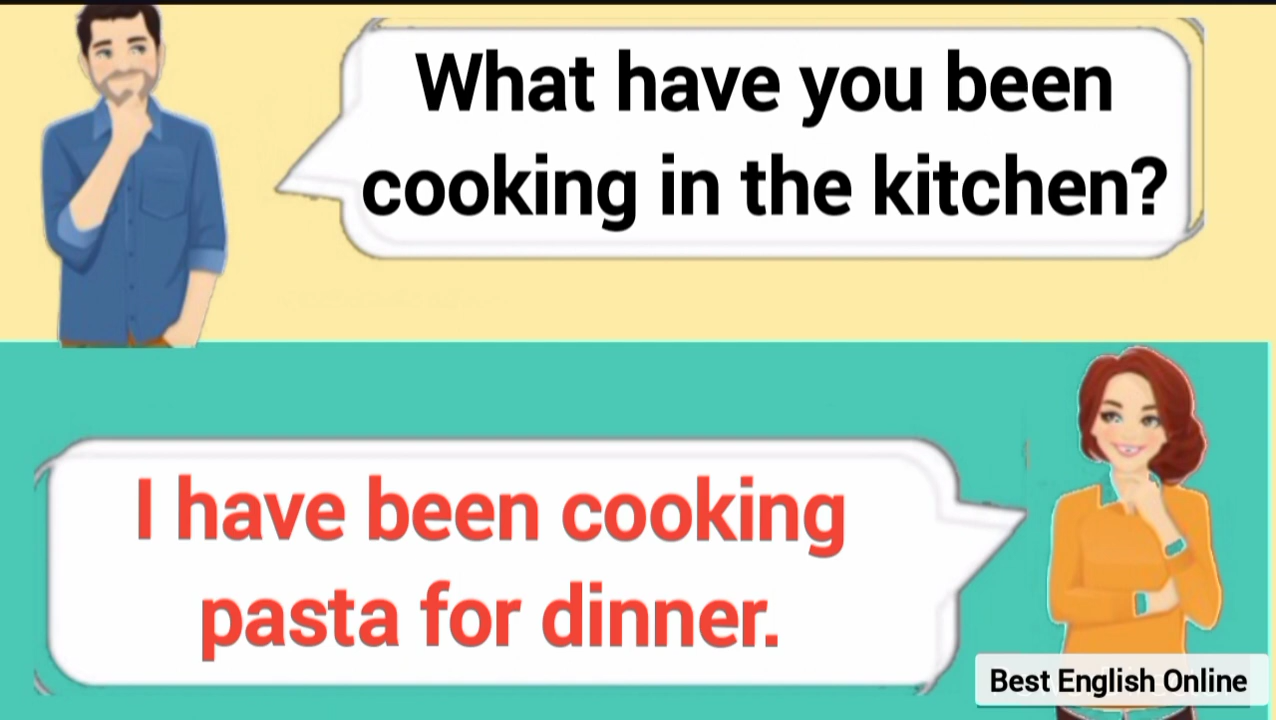 What have you been
cooking in the kitchen?
I have been cooking
pasta for dinner.
Best English Online